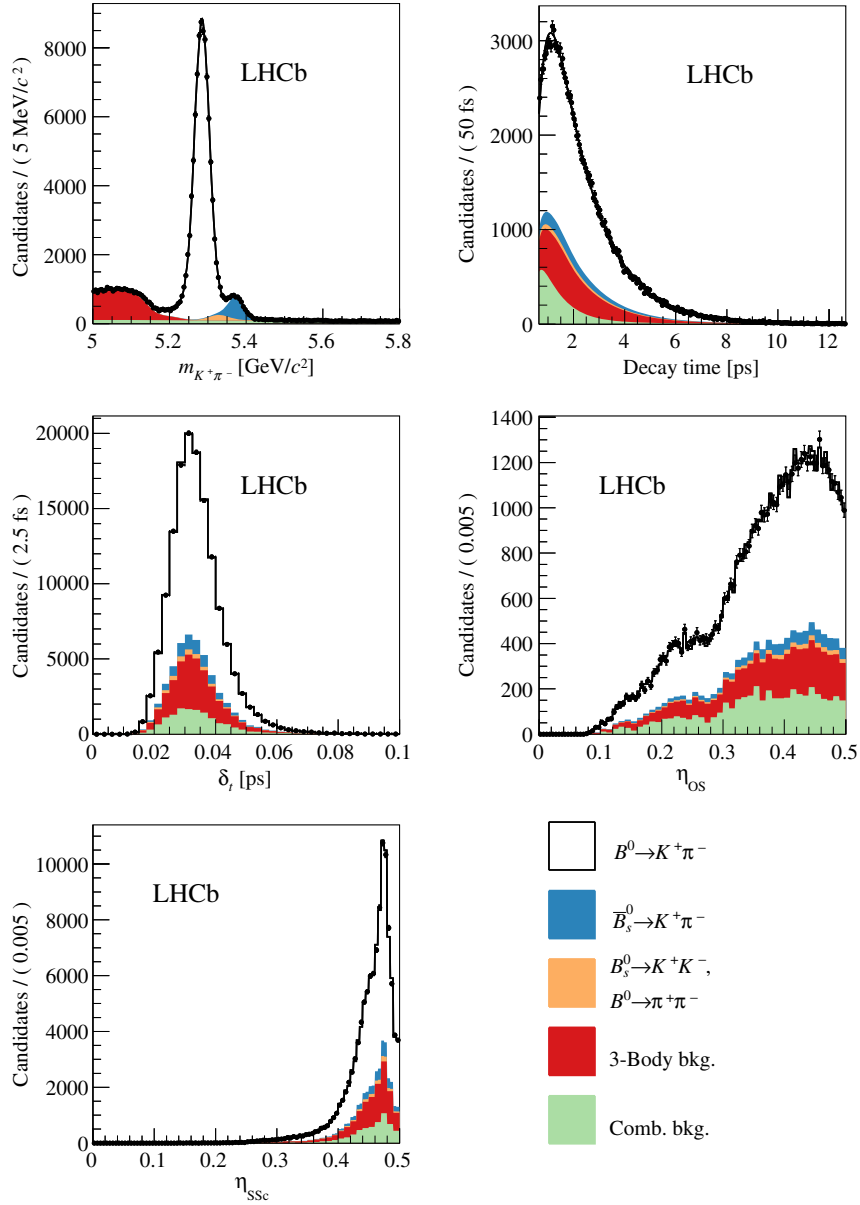 Candidates / ( 5 MeV/c² )
8000
6000
4000
2000
0
LHCb
5 5.2 5.4 5.6 5.8
m_{K⁺π⁻} [GeV/c²]
Candidates / ( 50 fs )
3000
2000
1000
0
LHCb
2 4 6 8 10 12
Decay time [ps]
Candidates / ( 2.5 fs )
20000
15000
10000
5000
0
LHCb
0 0.02 0.04 0.06 0.08 0.1
δ_t [ps]
Candidates / ( 0.005 )
1400
1200
1000
800
600
400
200
0
LHCb
0 0.1 0.2 0.3 0.4 0.5
η_OS
Candidates / ( 0.005 )
10000
8000
6000
4000
2000
0
LHCb
0 0.1 0.2 0.3 0.4 0.5
η_SSc
B⁰→K⁺π⁻
B̅⁰ₛ→K⁺π⁻
B⁰ₛ→K⁺K⁻,
B⁰→π⁺π⁻
3-Body bkg.
Comb. bkg.